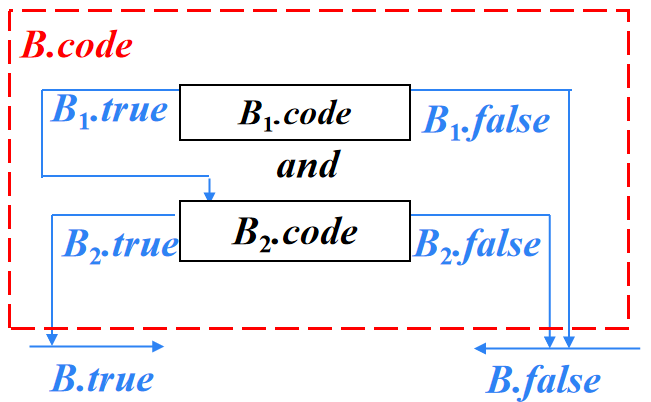 B.code
B₁.true
B₁.code
B₁.false
and
B₂.true
B₂.code
B₂.false
B.true
B.false